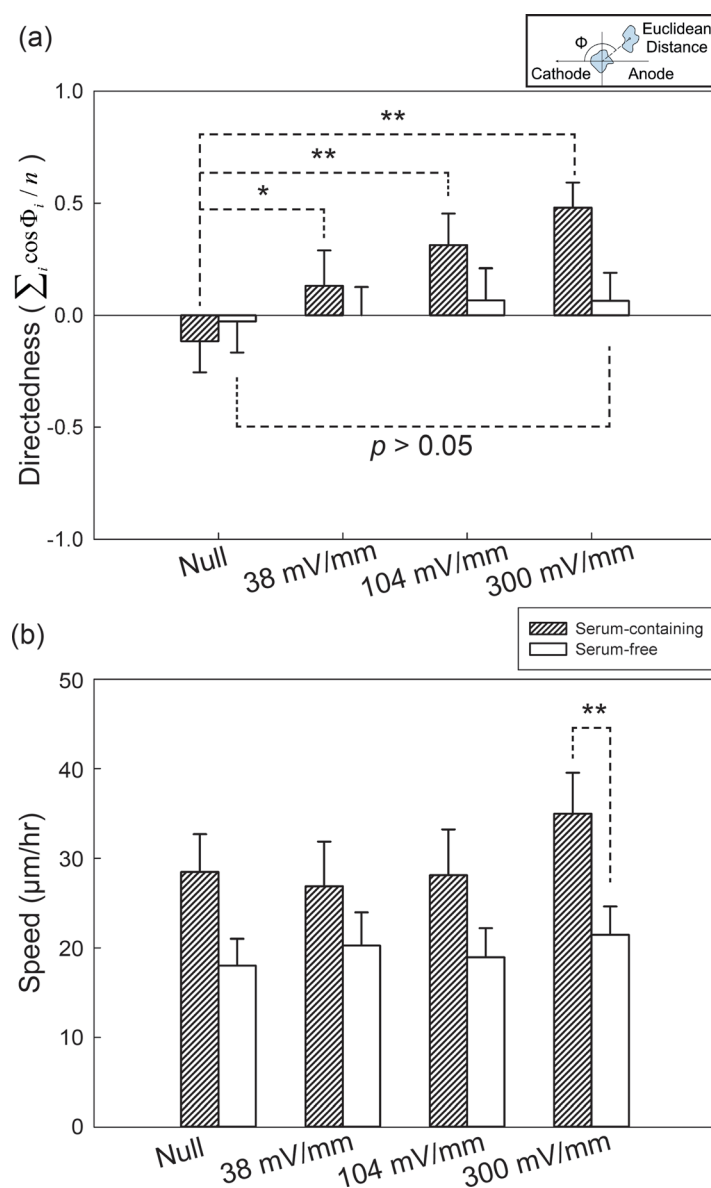 (a)
Φ
Euclidean
Distance
Cathode
Anode
Directedness ( ∑i cosΦi / n )
1.0
0.5
0.0
-0.5
-1.0
**
**
*
p > 0.05
Null
38 mV/mm
104 mV/mm
300 mV/mm
(b)
Serum-containing
Serum-free
Speed (μm/hr)
50
40
30
20
10
0
**
Null
38 mV/mm
104 mV/mm
300 mV/mm